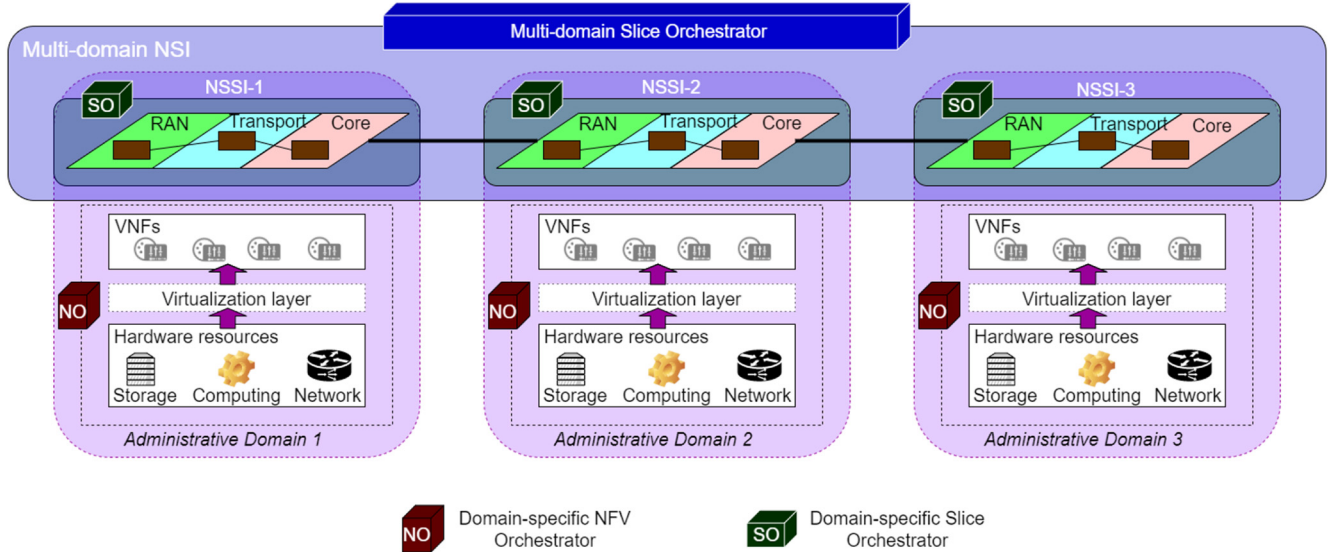 Multi-domain Slice Orchestrator
Multi-domain NSI
NSSI-1
SO
RAN
Transport
Core
VNFs
NO
Virtualization layer
Hardware resources
Storage
Computing
Network
Administrative Domain 1
NSSI-2
SO
RAN
Transport
Core
VNFs
NO
Virtualization layer
Hardware resources
Storage
Computing
Network
Administrative Domain 2
NSSI-3
SO
RAN
Transport
Core
VNFs
NO
Virtualization layer
Hardware resources
Storage
Computing
Network
Administrative Domain 3
NO
Domain-specific NFV
Orchestrator
SO
Domain-specific Slice
Orchestrator